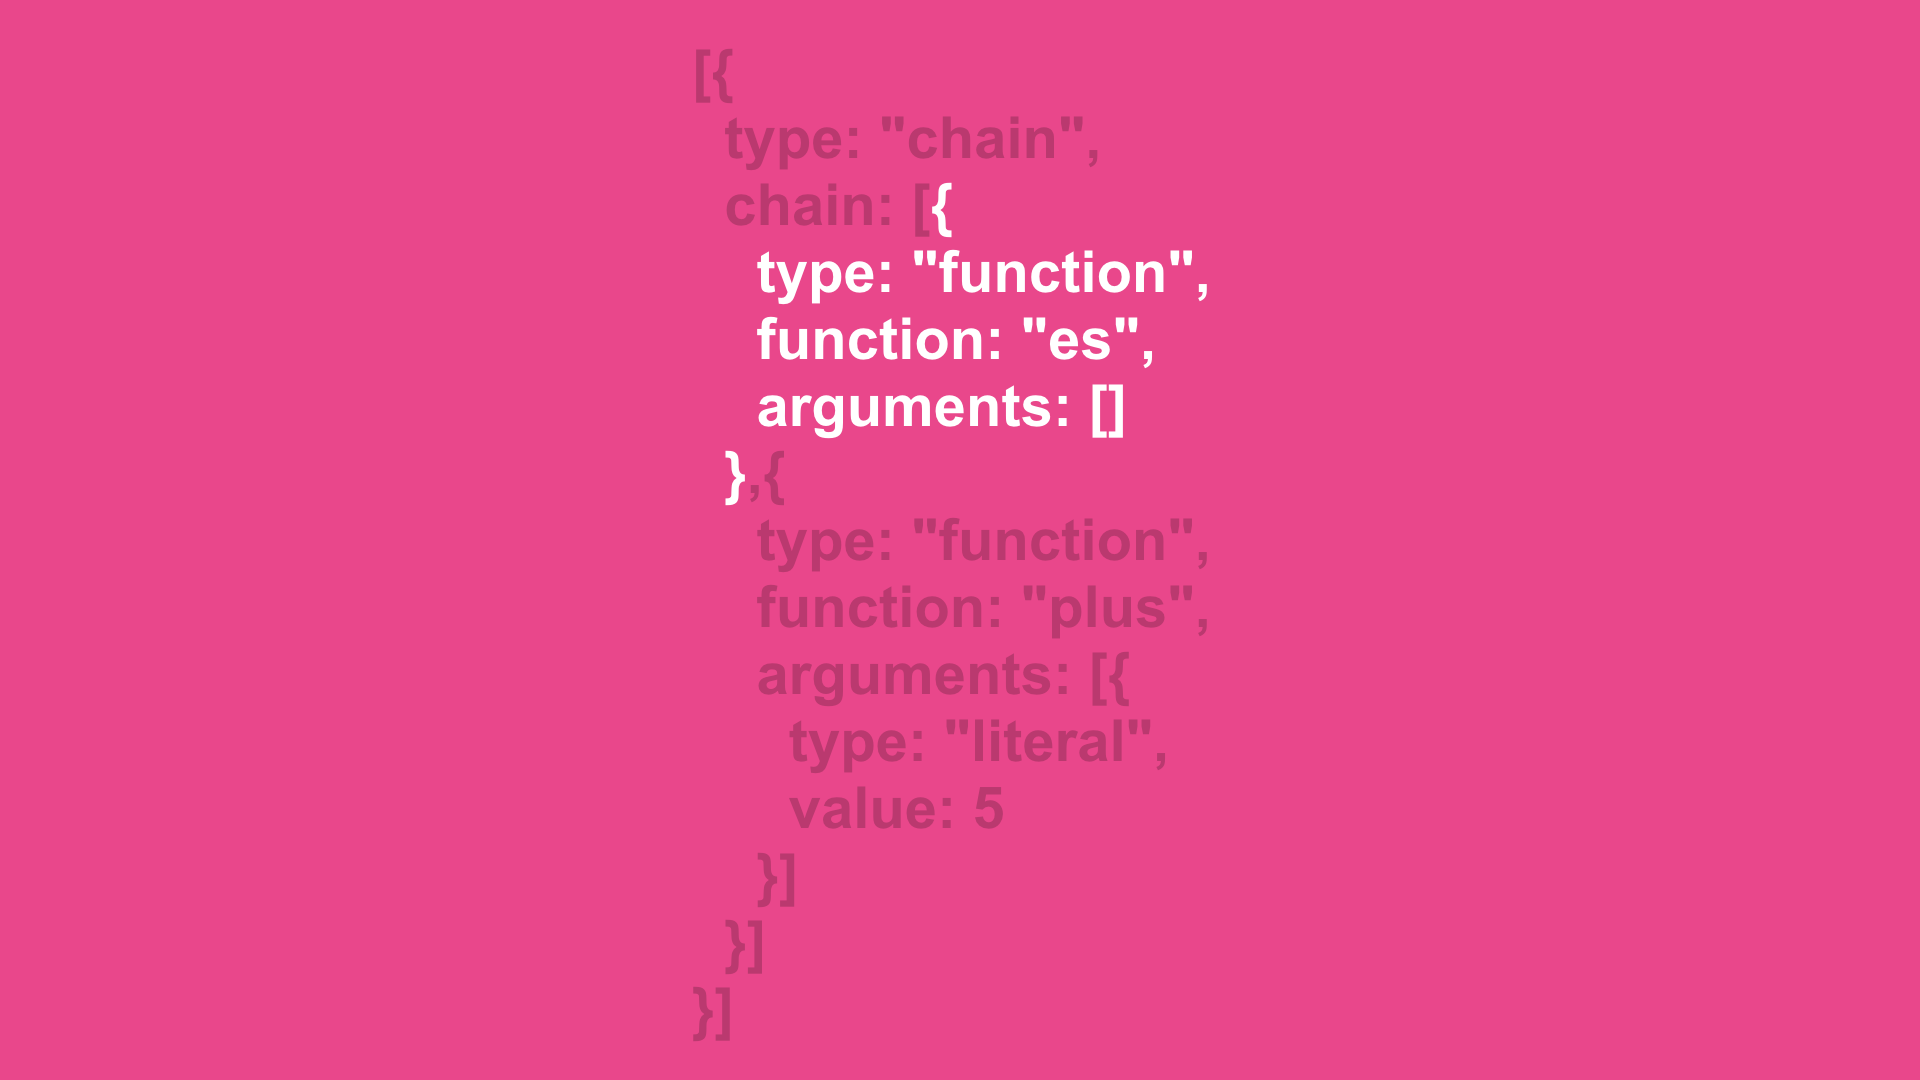 [{
type: "chain",
chain: [{
type: "function",
function: "es",
arguments: []
},{
type: "function",
function: "plus",
arguments: [{
type: "literal",
value: 5
}]
}]
}]